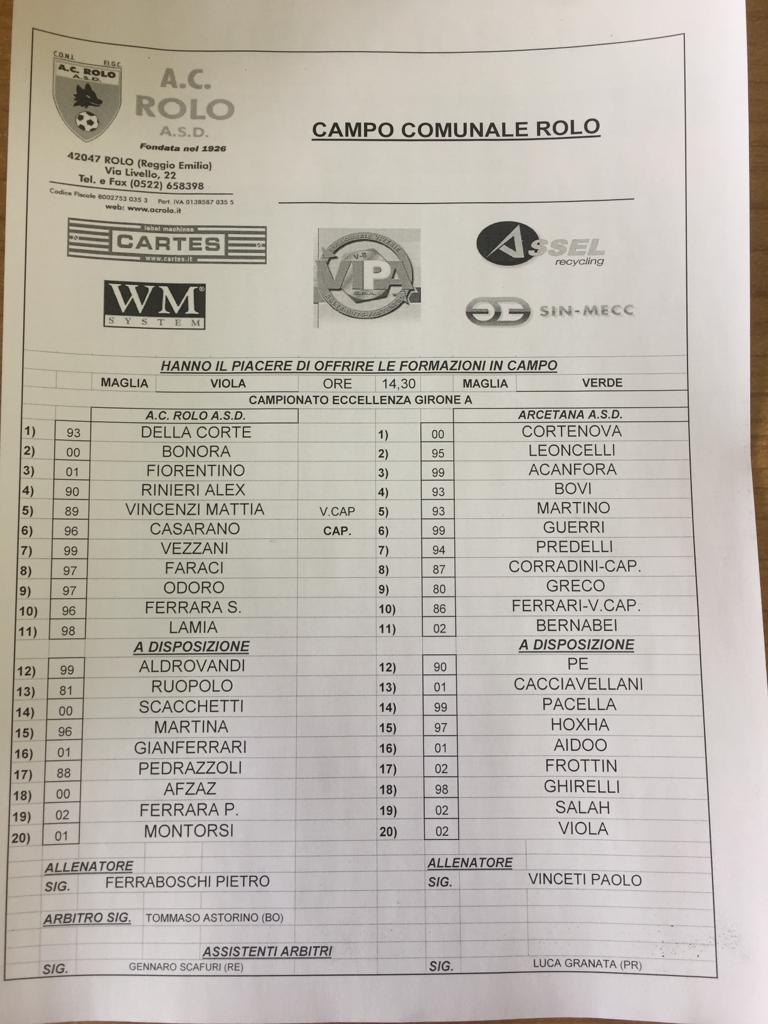 C.O.N.I. F.I.G.C.
A.C. ROLO
A.S.D.
A.C.
ROLO
A.S.D.
Fondata nel 1926
42047 ROLO (Reggio Emilia)
Via Livello, 22
Tel. e Fax (0522) 658398
Codice Fiscale 8002753 035 3 Part. IVA 0138587 035 5
web: www.acrolo.it
CAMPO COMUNALE ROLO
label machines
CARTES
www.cartes.it
VIPA
ASSEL
recycling
WM
SYSTEM
SIN-MECC
HANNO IL PIACERE DI OFFRIRE LE FORMAZIONI IN CAMPO
MAGLIA VIOLA ORE 14,30 MAGLIA VERDE
CAMPIONATO ECCELLENZA GIRONE A
A.C. ROLO A.S.D. ARCETANA A.S.D.
1) 93 DELLA CORTE 1) 00 CORTENOVA
2) 00 BONORA 2) 95 LEONCELLI
3) 01 FIORENTINO 3) 99 ACANFORA
4) 90 RINIERI ALEX 4) 93 BOVI
5) 89 VINCENZI MATTIA V.CAP 5) 93 MARTINO
6) 96 CASARANO CAP. 6) 99 GUERRI
7) 99 VEZZANI 7) 94 PREDELLI
8) 97 FARACI 8) 87 CORRADINI-CAP.
9) 97 ODORO 9) 80 GRECO
10) 96 FERRARA S. 10) 86 FERRARI-V.CAP.
11) 98 LAMIA 11) 02 BERNABEI
A DISPOSIZIONE A DISPOSIZIONE
12) 99 ALDROVANDI 12) 90 PE
13) 81 RUOPOLO 13) 01 CACCIAVELLANI
14) 00 SCACCHETTI 14) 99 PACELLA
15) 96 MARTINA 15) 97 HOXHA
16) 01 GIANFERRARI 16) 01 AIDOO
17) 88 PEDRAZZOLI 17) 02 FROTTIN
18) 00 AFZAZ 18) 98 GHIRELLI
19) 02 FERRARA P. 19) 02 SALAH
20) 01 MONTORSI 20) 02 VIOLA
ALLENATORE ALLENATORE
SIG. FERRABOSCHI PIETRO SIG. VINCETI PAOLO
ARBITRO SIG. TOMMASO ASTORINO (BO)
ASSISTENTI ARBITRI
SIG. GENNARO SCAFURI (RE) SIG. LUCA GRANATA (PR)